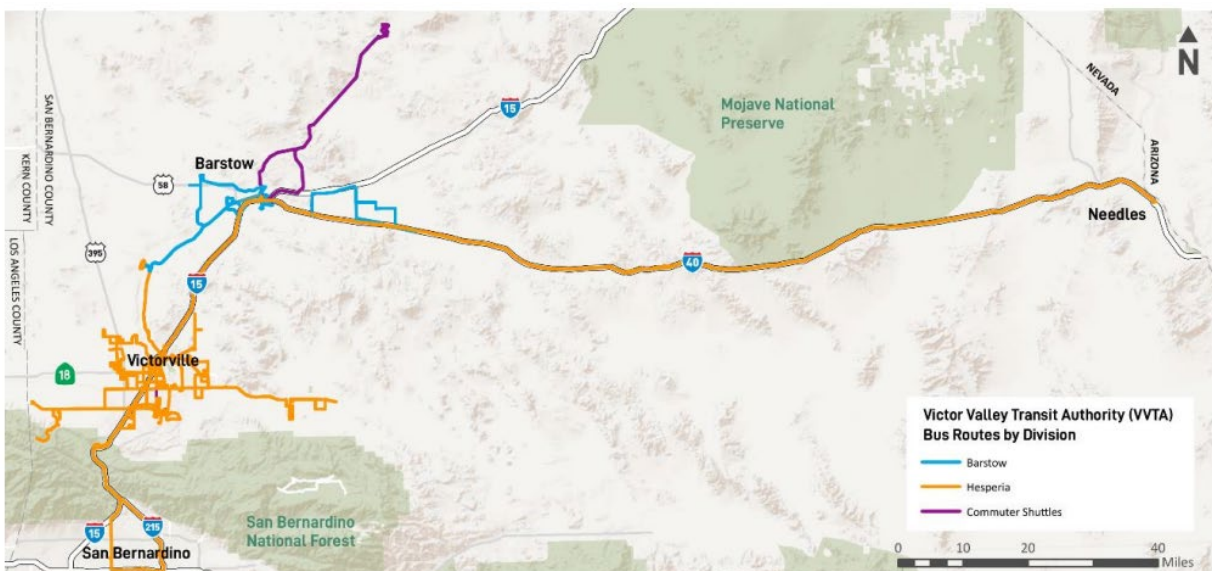 N
NEVADA
ARIZONA
Mojave National
Preserve
15
SAN BERNARDINO COUNTY
KERN COUNTY
LOS ANGELES COUNTY
Barstow
58
395
15
40
Needles
Victorville
18
San Bernardino
National Forest
15
215
San Bernardino
Victor Valley Transit Authority (VVTA)
Bus Routes by Division
Barstow
Hesperia
Commuter Shuttles
0 5 10 20 30 40
Miles